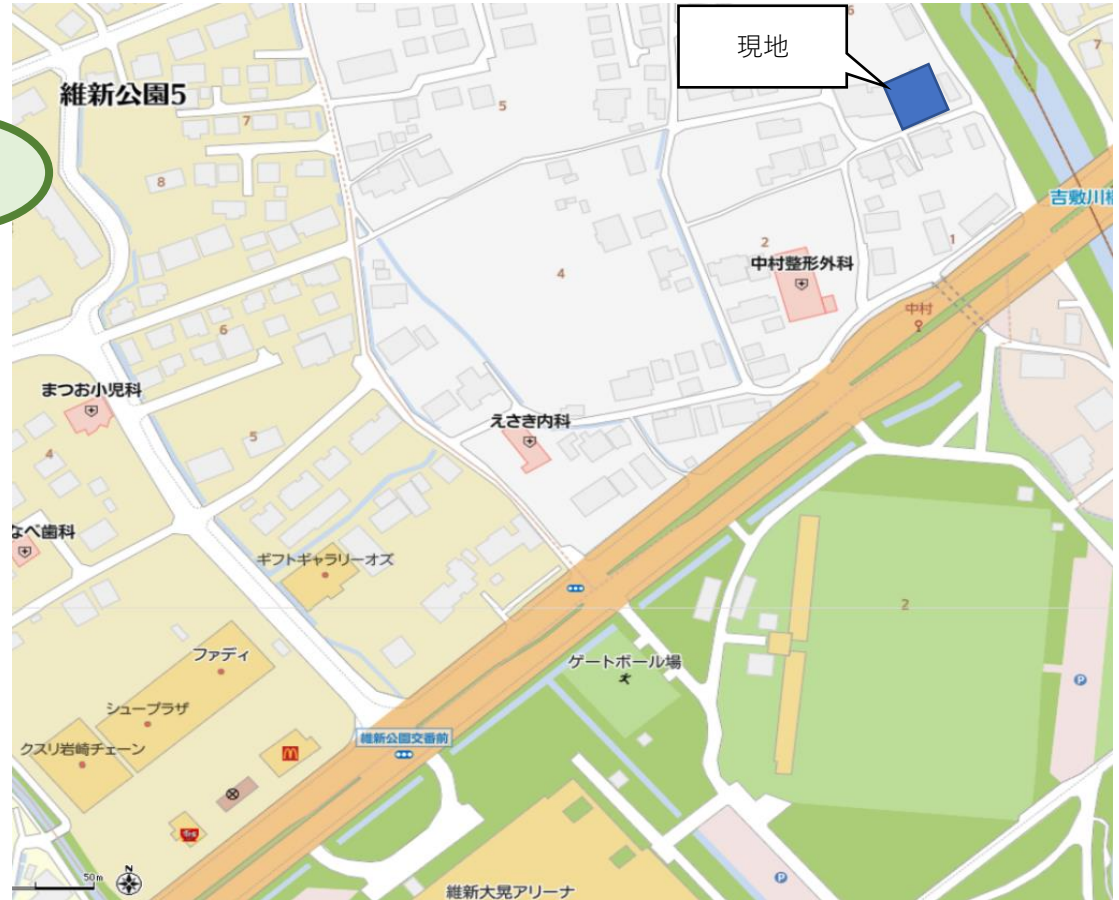 現地
6
7
維新公園5
7
5
8
吉敷川橋
2
1
中村整形外科
4
中村
6
まつお小児科
えさき内科
5
4
なべ歯科
ギフトギャラリーオズ
2
ファディ
ゲートボール場
P
シュープラザ
維新公園交番前
クスリ岩崎チェーン
50m
N
P
維新大晃アリーナ